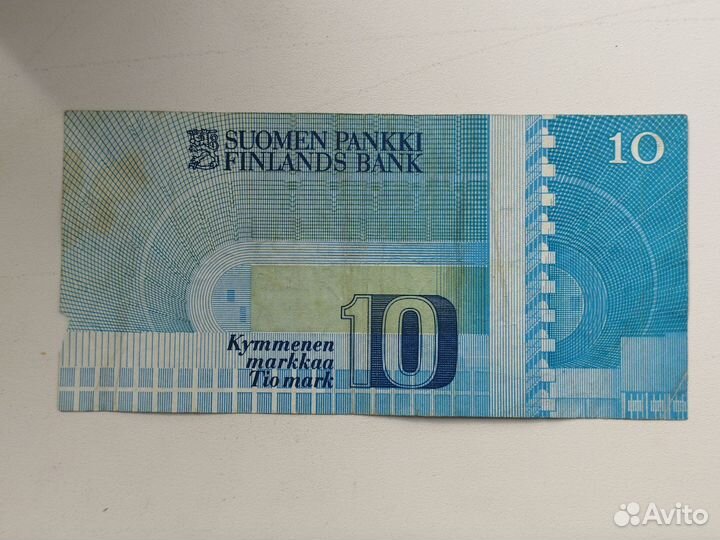 SUOMEN PANKKI
FINLANDS BANK
10
10
Kymmenen
markkaa
Tio mark
Avito